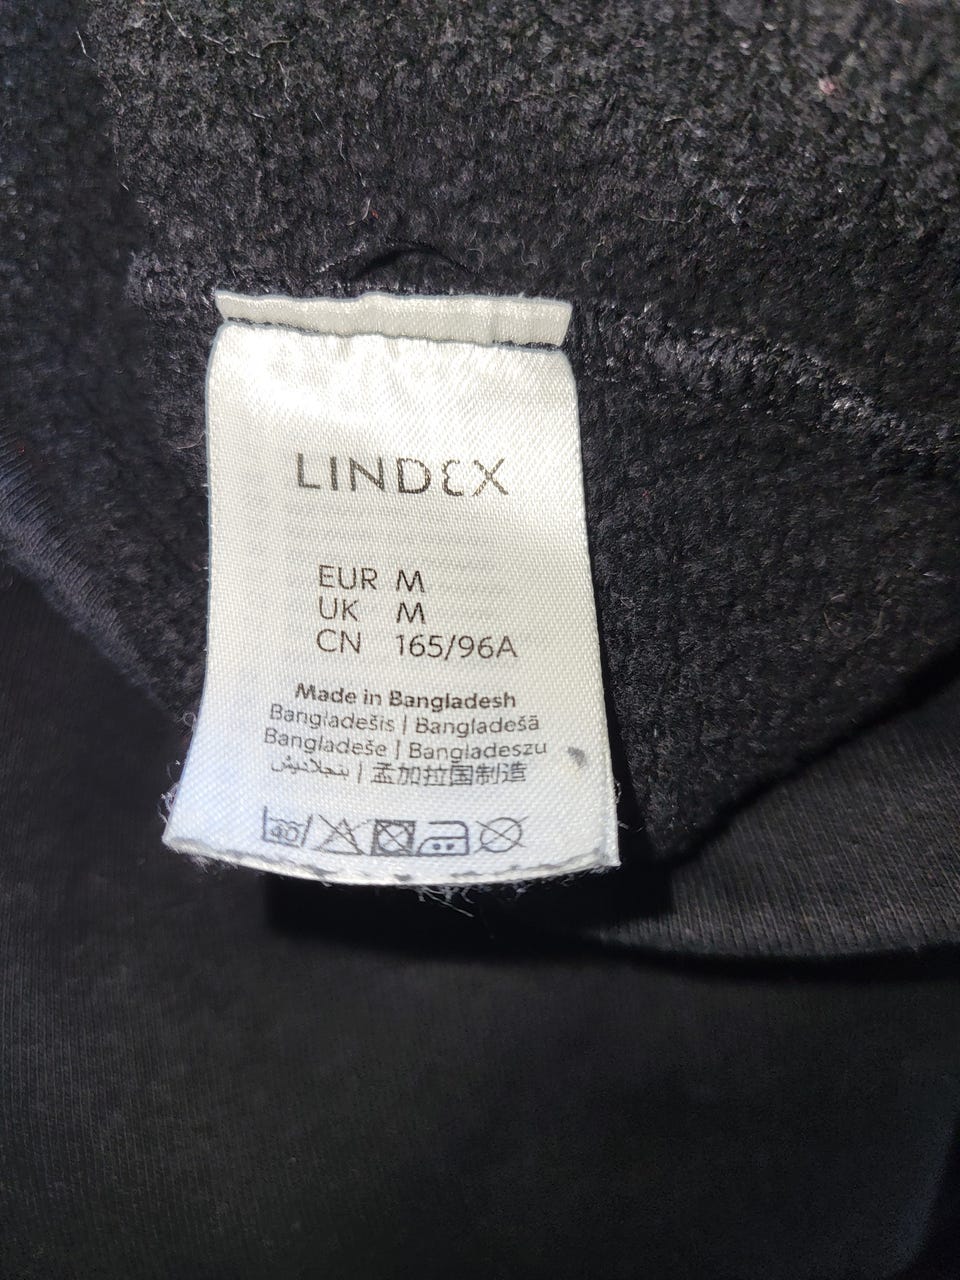 LINDEX
EUR M
UK M
CN 165/96A
Made in Bangladesh
Bangladešis | Bangladešā
Bangladeše | Bangladeszu
بنجلاديش | 孟加拉国制造
40